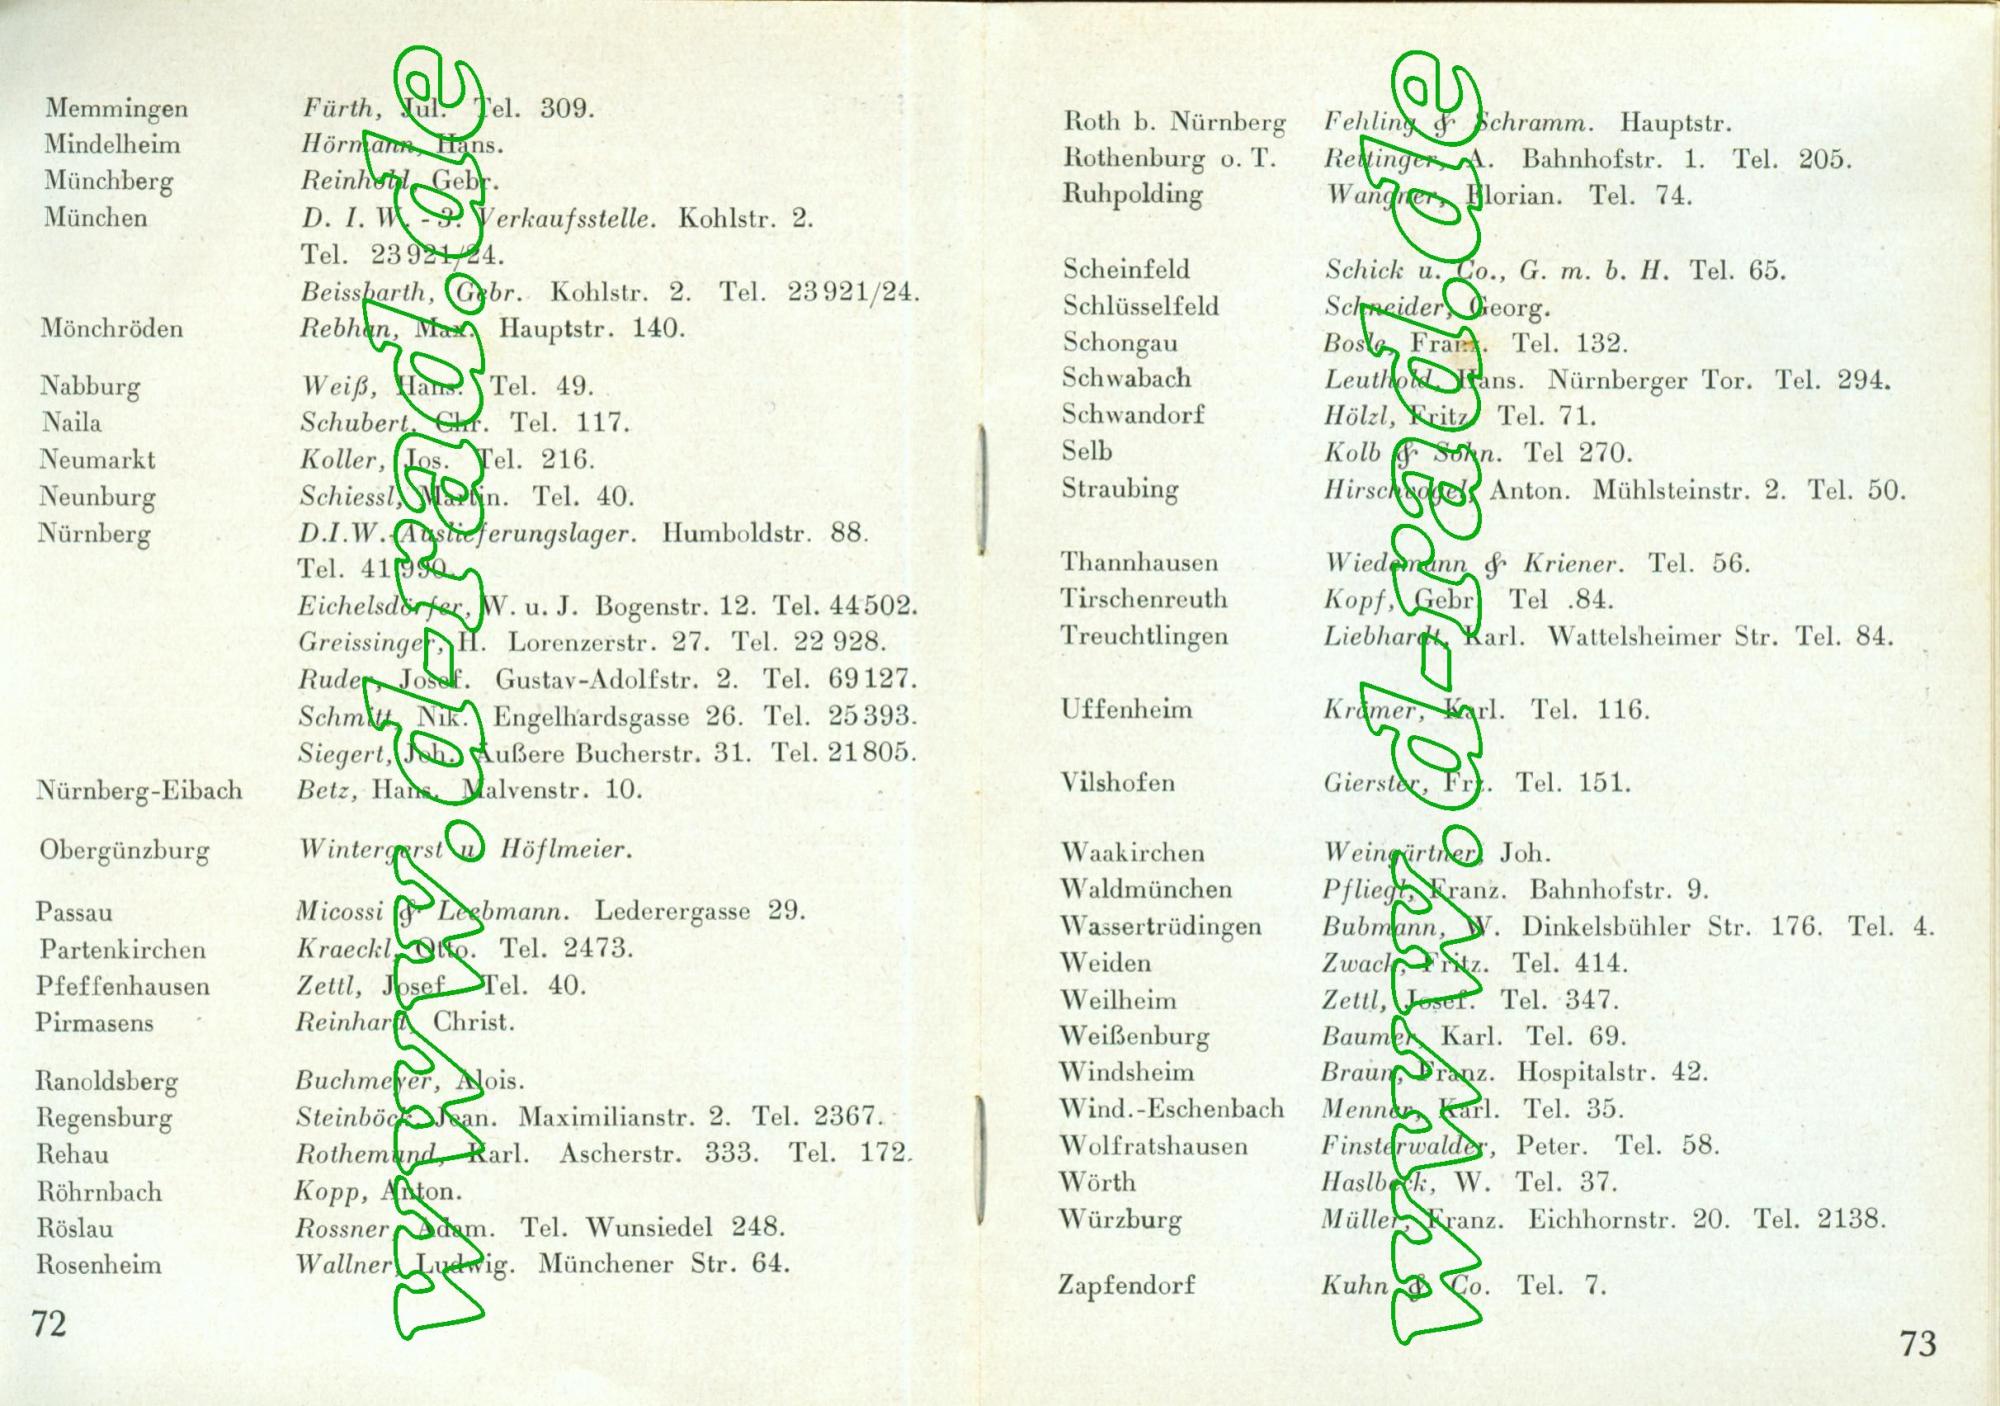 Memmingen Fürth, Jul. Tel. 309.
Mindelheim Hörmann, Hans.
Münchberg Reinhold, Gebr.
München D. I. W. - 3. Verkaufsstelle. Kohlstr. 2.
Tel. 23921/24.
Beissbarth, Gebr. Kohlstr. 2. Tel. 23921/24.
Mönchröden Rebhan, Max. Hauptstr. 140.
Nabburg Weiß, Hans. Tel. 49.
Naila Schubert, Chr. Tel. 117.
Neumarkt Koller, Jos. Tel. 216.
Neunburg Schiessl, Martin. Tel. 40.
Nürnberg D.I.W.-Auslieferungslager. Humboldstr. 88.
Tel. 41990.
Eichelsdörfer, W. u. J. Bogenstr. 12. Tel. 44502.
Greissinger, H. Lorenzerstr. 27. Tel. 22 928.
Ruder, Josef. Gustav-Adolfstr. 2. Tel. 69127.
Schmitt, Nik. Engelhardsgasse 26. Tel. 25393.
Siegert, Joh. Äußere Bucherstr. 31. Tel. 21805.
Nürnberg-Eibach Betz, Hans. Malvenstr. 10.
Obergünzburg Wintergerst u. Höflmeier.
Passau Micossi & Leebmann. Lederergasse 29.
Partenkirchen Kraeckl, Otto. Tel. 2473.
Pfeffenhausen Zettl, Josef. Tel. 40.
Pirmasens Reinhard, Christ.
Ranoldsberg Buchmeyer, Alois.
Regensburg Steinböck, Jean. Maximilianstr. 2. Tel. 2367.
Rehau Rothemund, Karl. Ascherstr. 333. Tel. 172.
Röhrnbach Kopp, Anton.
Röslau Rossner, Adam. Tel. Wunsiedel 248.
Rosenheim Wallner, Ludwig. Münchener Str. 64.
72
www.dl-radl.de
Roth b. Nürnberg Fehling & Schramm. Hauptstr.
Rothenburg o. T. Rettinger, A. Bahnhofstr. 1. Tel. 205.
Ruhpolding Wangner, Florian. Tel. 74.
Scheinfeld Schick u. Co., G. m. b. H. Tel. 65.
Schlüsselfeld Schneider, Georg.
Schongau Bosle, Franz. Tel. 132.
Schwabach Leuthold, Hans. Nürnberger Tor. Tel. 294.
Schwandorf Hölzl, Fritz. Tel. 71.
Selb Kolb & Sohn. Tel 270.
Straubing Hirschvogel, Anton. Mühlsteinstr. 2. Tel. 50.
Thannhausen Wiedemann & Kriener. Tel. 56.
Tirschenreuth Kopf, Gebr. Tel .84.
Treuchtlingen Liebhardt, Karl. Wattelsheimer Str. Tel. 84.
Uffenheim Krämer, Karl. Tel. 116.
Vilshofen Gierster, Frz. Tel. 151.
Waakirchen Weingärtner, Joh.
Waldmünchen Pfliegl, Franz. Bahnhofstr. 9.
Wassertrüdingen Bubmann, W. Dinkelsbühler Str. 176. Tel. 4.
Weiden Zwack, Fritz. Tel. 414.
Weilheim Zettl, Josef. Tel. 347.
Weißenburg Baumer, Karl. Tel. 69.
Windsheim Braun, Franz. Hospitalstr. 42.
Wind.-Eschenbach Menner, Karl. Tel. 35.
Wolfratshausen Finsterwalder, Peter. Tel. 58.
Wörth Haslbeck, W. Tel. 37.
Würzburg Müller, Franz. Eichhornstr. 20. Tel. 2138.
Zapfendorf Kuhn & Co. Tel. 7.
73
www.dl-radl.de